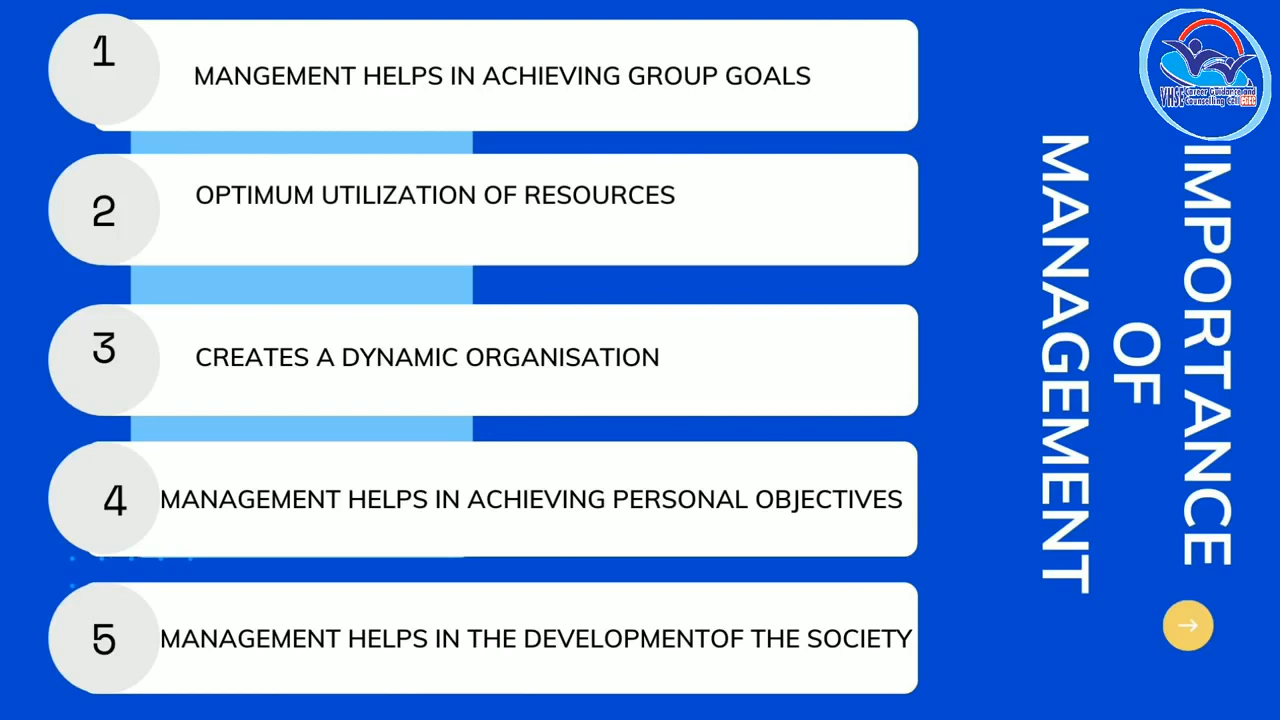 IMPORTANCE
OF
MANAGEMENT
1
MANGEMENT HELPS IN ACHIEVING GROUP GOALS
2
OPTIMUM UTILIZATION OF RESOURCES
3
CREATES A DYNAMIC ORGANISATION
4
MANAGEMENT HELPS IN ACHIEVING PERSONAL OBJECTIVES
5
MANAGEMENT HELPS IN THE DEVELOPMENTOF THE SOCIETY
VHSE Career Guidance and
Counselling Cell CGCC